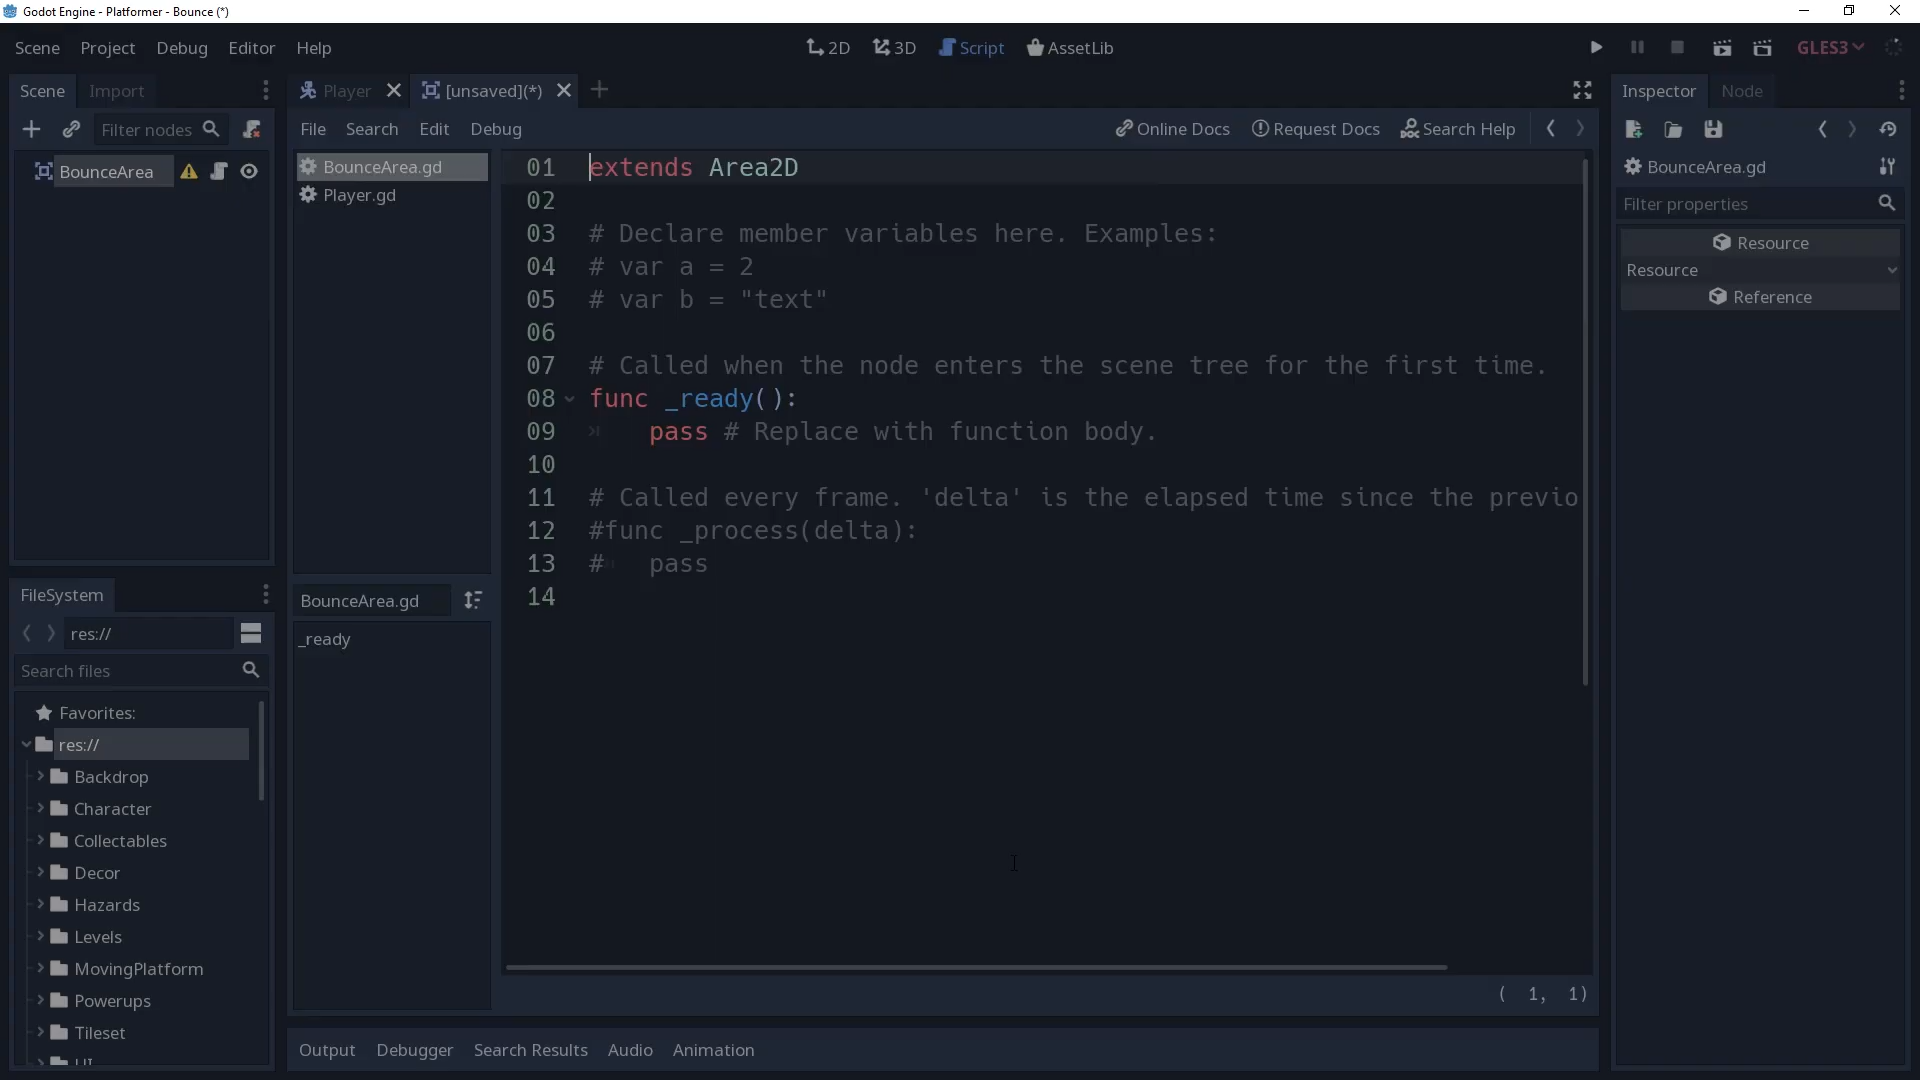 Godot Engine - Platformer - Bounce (*)
Scene Project Debug Editor Help
2D 3D Script AssetLib
GLES3
Scene Import
Filter nodes
BounceArea
Player [unsaved](*)
File Search Edit Debug
Online Docs Request Docs Search Help
BounceArea.gd
Player.gd
BounceArea.gd
_ready
01 extends Area2D
02
03 # Declare member variables here. Examples:
04 # var a = 2
05 # var b = "text"
06
07 # Called when the node enters the scene tree for the first time.
08 func _ready():
09 pass # Replace with function body.
10
11 # Called every frame. 'delta' is the elapsed time since the previo
12 #func _process(delta):
13 # pass
14
( 1, 1)
Output Debugger Search Results Audio Animation
FileSystem
res://
Search files
Favorites:
res://
Backdrop
Character
Collectables
Decor
Hazards
Levels
MovingPlatform
Powerups
Tileset
UI
Inspector Node
BounceArea.gd
Filter properties
Resource
Resource
Reference